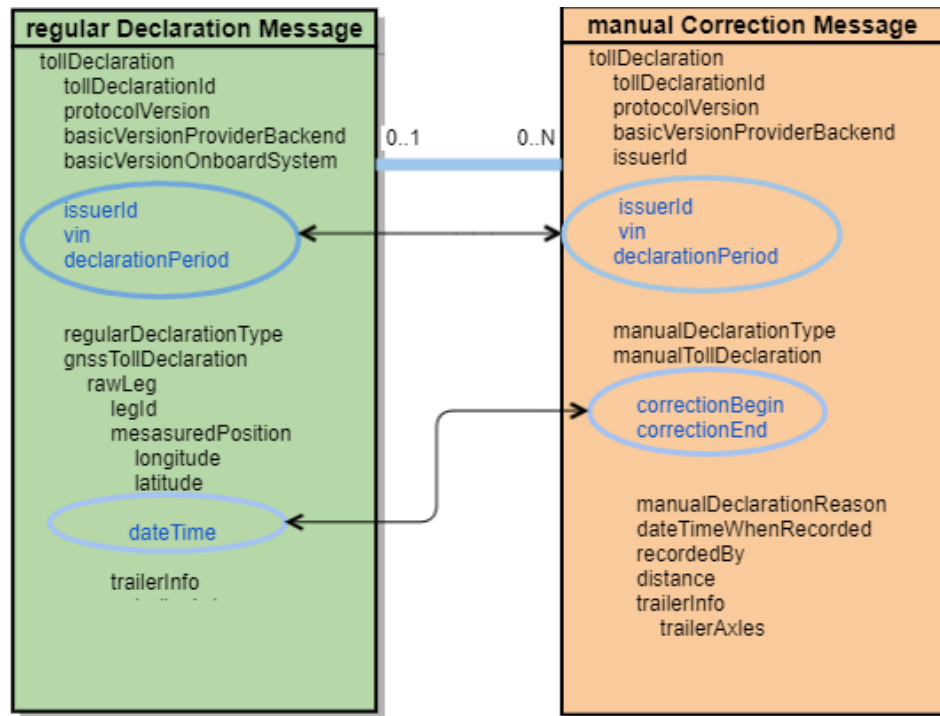 regular Declaration Message
tollDeclaration
tollDeclarationId
protocolVersion
basicVersionProviderBackend
basicVersionOnboardSystem
issuerId
vin
declarationPeriod
regularDeclarationType
gnssTollDeclaration
rawLeg
legId
mesasuredPosition
longitude
latitude
dateTime
trailerInfo
0..1
0..N
manual Correction Message
tollDeclaration
tollDeclarationId
protocolVersion
basicVersionProviderBackend
issuerId
issuerId
vin
declarationPeriod
manualDeclarationType
manualTollDeclaration
correctionBegin
correctionEnd
manualDeclarationReason
dateTimeWhenRecorded
recordedBy
distance
trailerInfo
trailerAxles